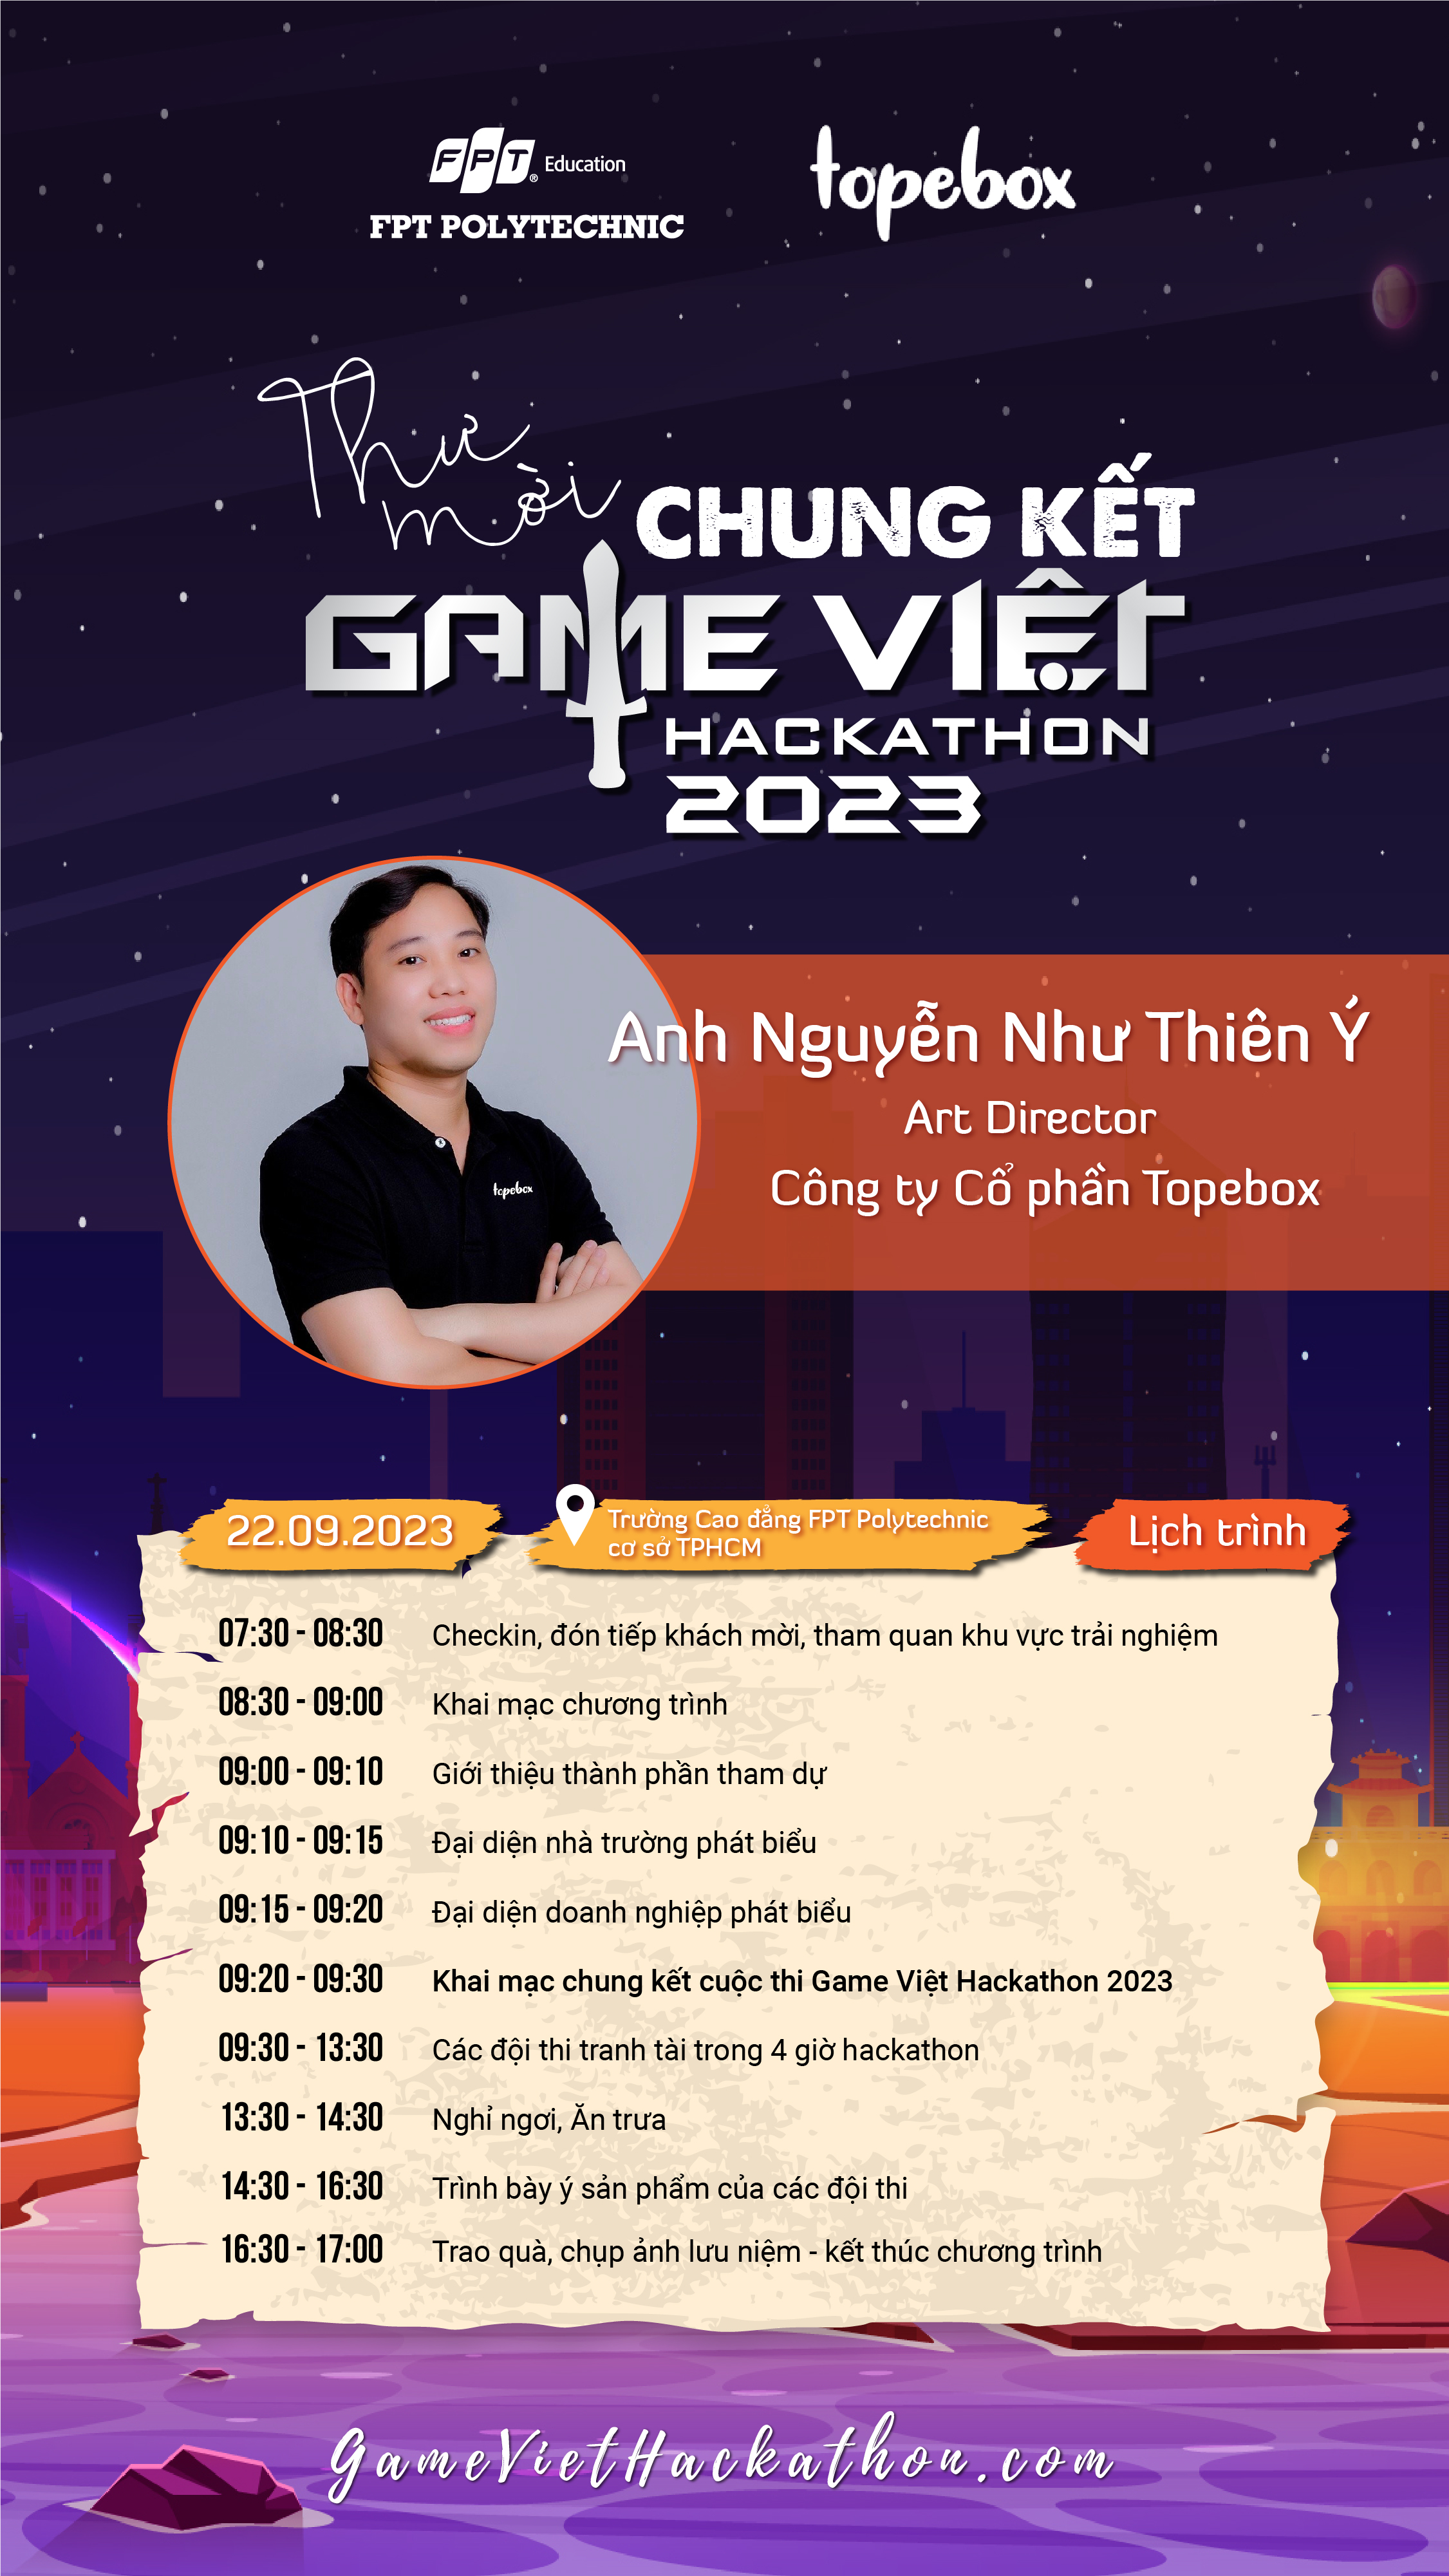 FPT Education
FPT POLYTECHNIC
topebox
Thư mời
CHUNG KẾT
GAME VIỆT
HACKATHON
2023
topebox
Anh Nguyễn Như Thiên Ý
Art Director
Công ty Cổ phần Topebox
22.09.2023
Trường Cao đẳng FPT Polytechnic
cơ sở TPHCM
Lịch trình
07:30 - 08:30 Checkin, đón tiếp khách mời, tham quan khu vực trải nghiệm
08:30 - 09:00 Khai mạc chương trình
09:00 - 09:10 Giới thiệu thành phần tham dự
09:10 - 09:15 Đại diện nhà trường phát biểu
09:15 - 09:20 Đại diện doanh nghiệp phát biểu
09:20 - 09:30 Khai mạc chung kết cuộc thi Game Việt Hackathon 2023
09:30 - 13:30 Các đội thi tranh tài trong 4 giờ hackathon
13:30 - 14:30 Nghỉ ngơi, Ăn trưa
14:30 - 16:30 Trình bày ý sản phẩm của các đội thi
16:30 - 17:00 Trao quà, chụp ảnh lưu niệm - kết thúc chương trình
GameVietHackathon.com